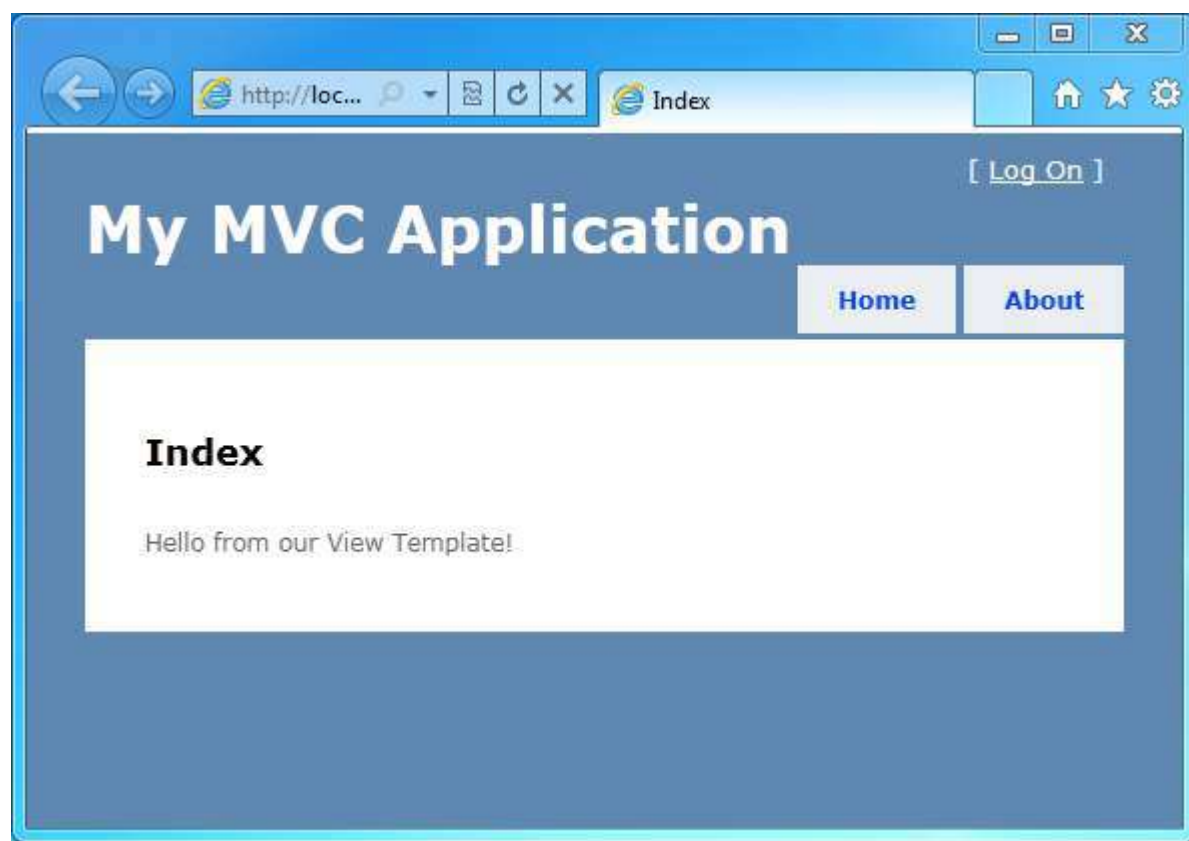 http://loc...
Index
[ Log On ]
My MVC Application
Home
About
Index
Hello from our View Template!